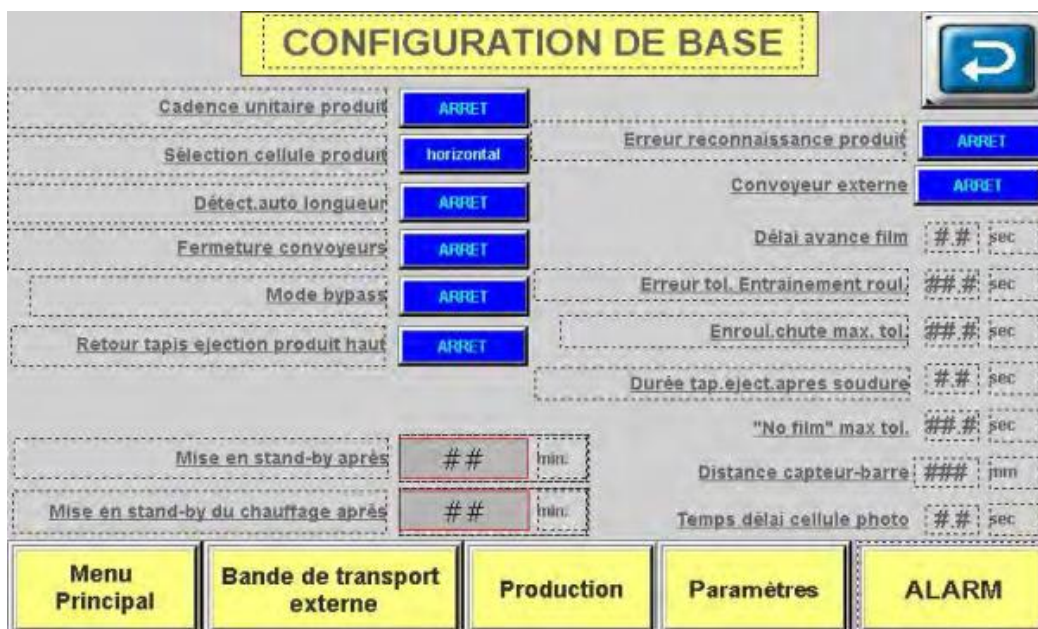 CONFIGURATION DE BASE
Cadence unitaire produit ARRET
Sélection cellule produit horizontal
Détect.auto longueur ARRET
Fermeture convoyeurs ARRET
Mode bypass ARRET
Retour tapis ejection produit haut ARRET
Mise en stand-by après ## min.
Mise en stand-by du chauffage après ## min.
Erreur reconnaissance produit ARRET
Convoyeur externe ARRET
Délai avance film #.# sec
Erreur tol. Entrainement roul. ##.# sec
Enroul.chute max. tol. ##.# sec
Durée tap.eject.apres soudure #.# sec
"No film" max tol. ##.# sec
Distance capteur-barre ### mm
Temps délai cellule photo #.# sec
Menu
Principal
Bande de transport
externe
Production
Paramètres
ALARM